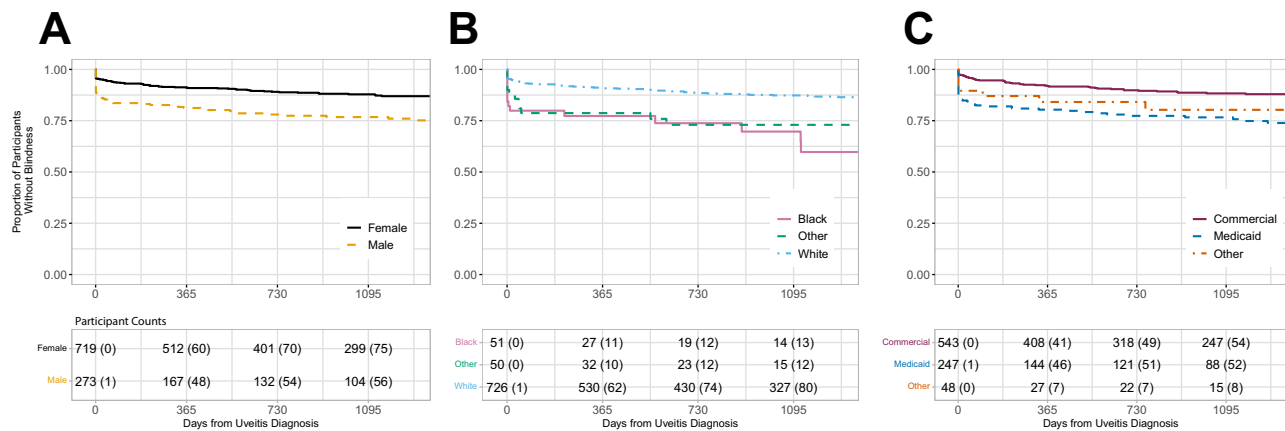 A
B
C
Proportion of Participants
Without Blindness
1.00
0.75
0.50
0.25
0.00
Female
Male
0 365 730 1095
1.00
0.75
0.50
0.25
0.00
Black
Other
White
0 365 730 1095
1.00
0.75
0.50
0.25
0.00
Commercial
Medicaid
Other
0 365 730 1095
Participant Counts
Female 719 (0) 512 (60) 401 (70) 299 (75)
Male 273 (1) 167 (48) 132 (54) 104 (56)
0 365 730 1095
Days from Uveitis Diagnosis
Black 51 (0) 27 (11) 19 (12) 14 (13)
Other 50 (0) 32 (10) 23 (12) 15 (12)
White 726 (1) 530 (62) 430 (74) 327 (80)
0 365 730 1095
Days from Uveitis Diagnosis
Commercial 543 (0) 408 (41) 318 (49) 247 (54)
Medicaid 247 (1) 144 (46) 121 (51) 88 (52)
Other 48 (0) 27 (7) 22 (7) 15 (8)
0 365 730 1095
Days from Uveitis Diagnosis